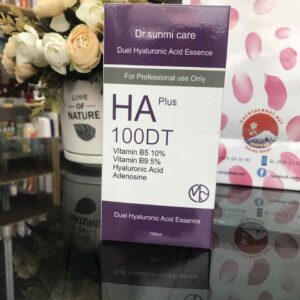 Dr.sunmi care
Duel Hyaluronic Acid Essence
For Professional use Only
HA Plus
100DT
Vitamin B5 10%
Vitamin B9 5%
Hyaluronic Acid
Adenosine
Duel Hyaluronic Acid Essence
100ml
LOVE
OF
NATURE